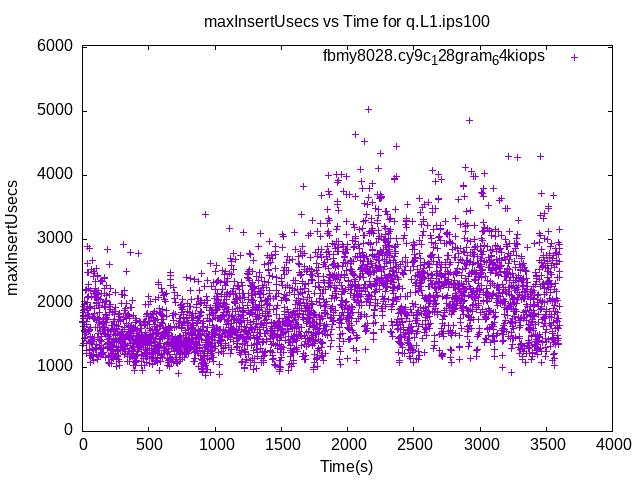 maxInsertUsecs vs Time for q.L1.ips100
fbmy8028.cy9c₁28gram₆4kiops
6000
5000
4000
3000
2000
1000
0
maxInsertUsecs
0 500 1000 1500 2000 2500 3000 3500 4000
Time(s)